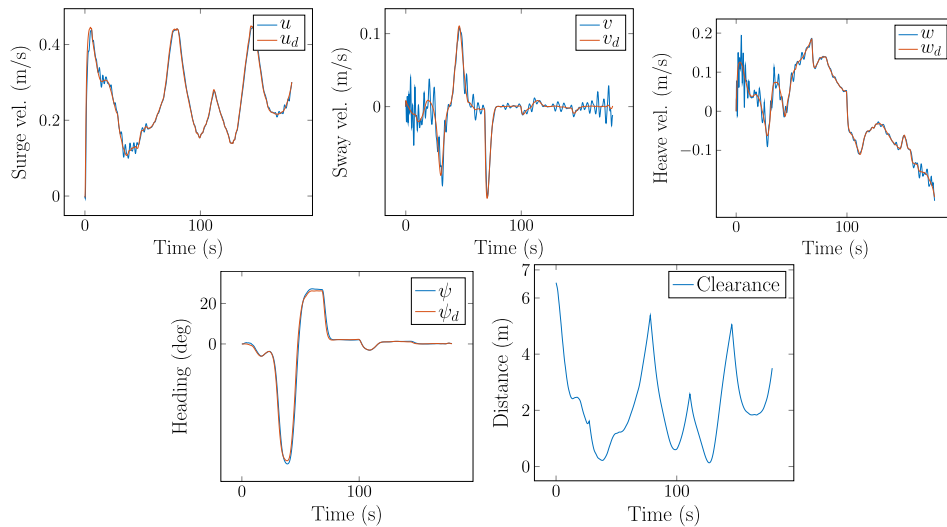 Surge vel. (m/s)
0.4
0.2
0
u
u_d
0
100
Time (s)
Sway vel. (m/s)
0.1
0
v
v_d
0
100
Time (s)
Heave vel. (m/s)
0.2
0.1
0
−0.1
w
w_d
0
100
Time (s)
Heading (deg)
20
0
ψ
ψ_d
0
100
Time (s)
Distance (m)
7
6
4
2
0
Clearance
0
100
Time (s)